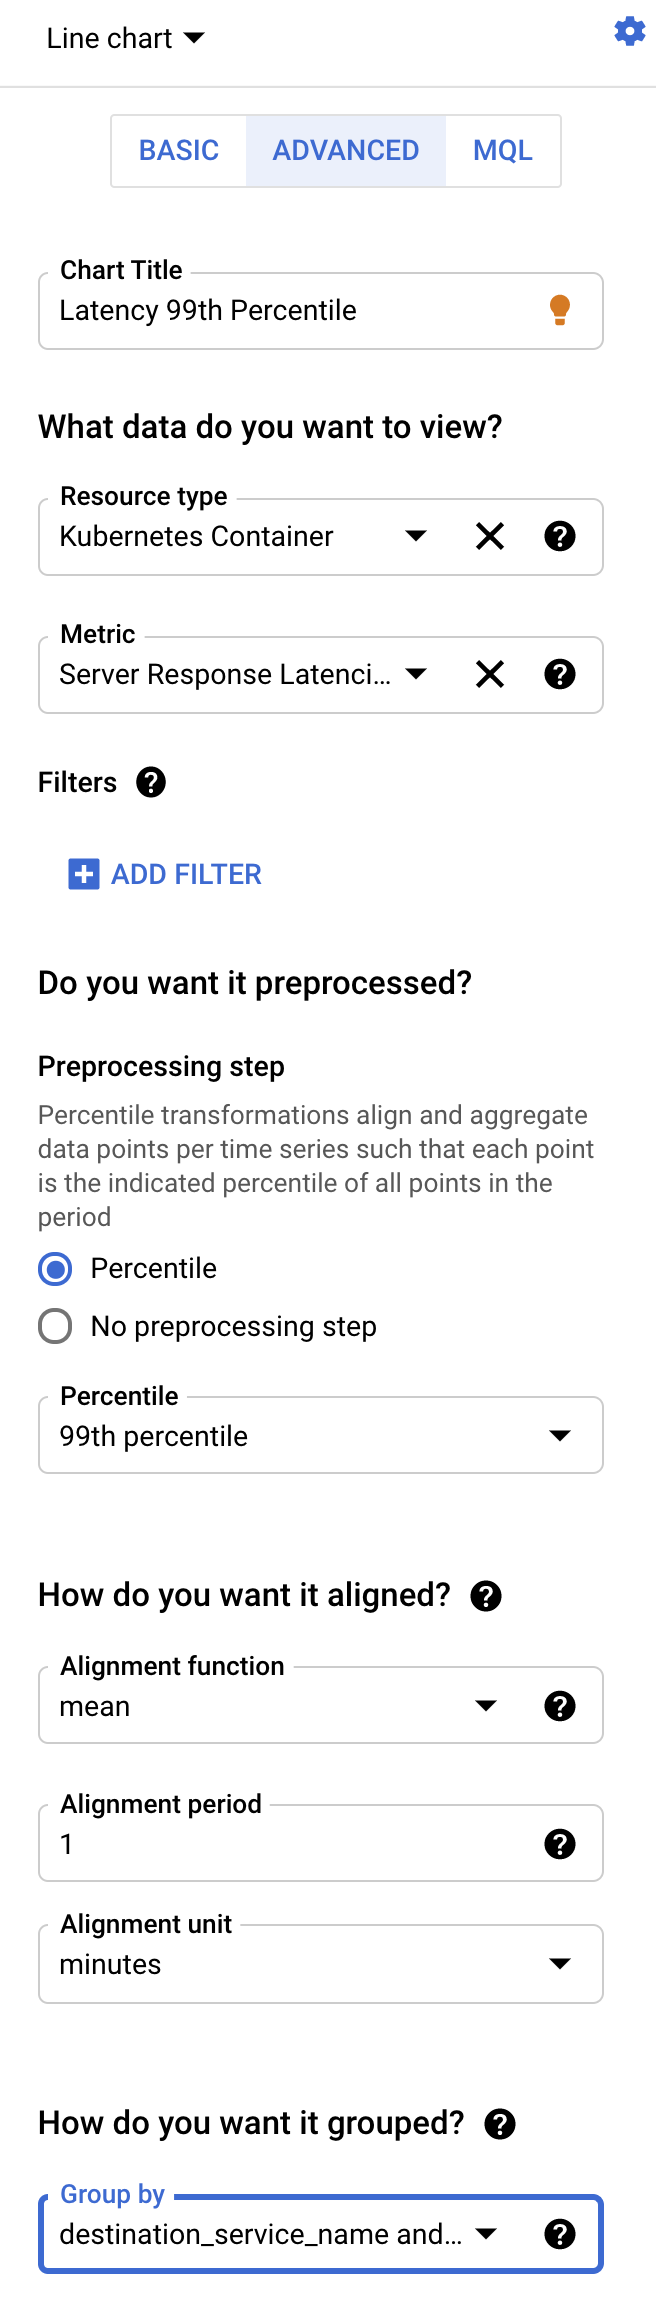 Line chart
BASIC ADVANCED MQL
Chart Title
Latency 99th Percentile
What data do you want to view?
Resource type
Kubernetes Container
Metric
Server Response Latenci...
Filters
ADD FILTER
Do you want it preprocessed?
Preprocessing step
Percentile transformations align and aggregate
data points per time series such that each point
is the indicated percentile of all points in the
period
Percentile
No preprocessing step
Percentile
99th percentile
How do you want it aligned?
Alignment function
mean
Alignment period
1
Alignment unit
minutes
How do you want it grouped?
Group by
destination_service_name and...